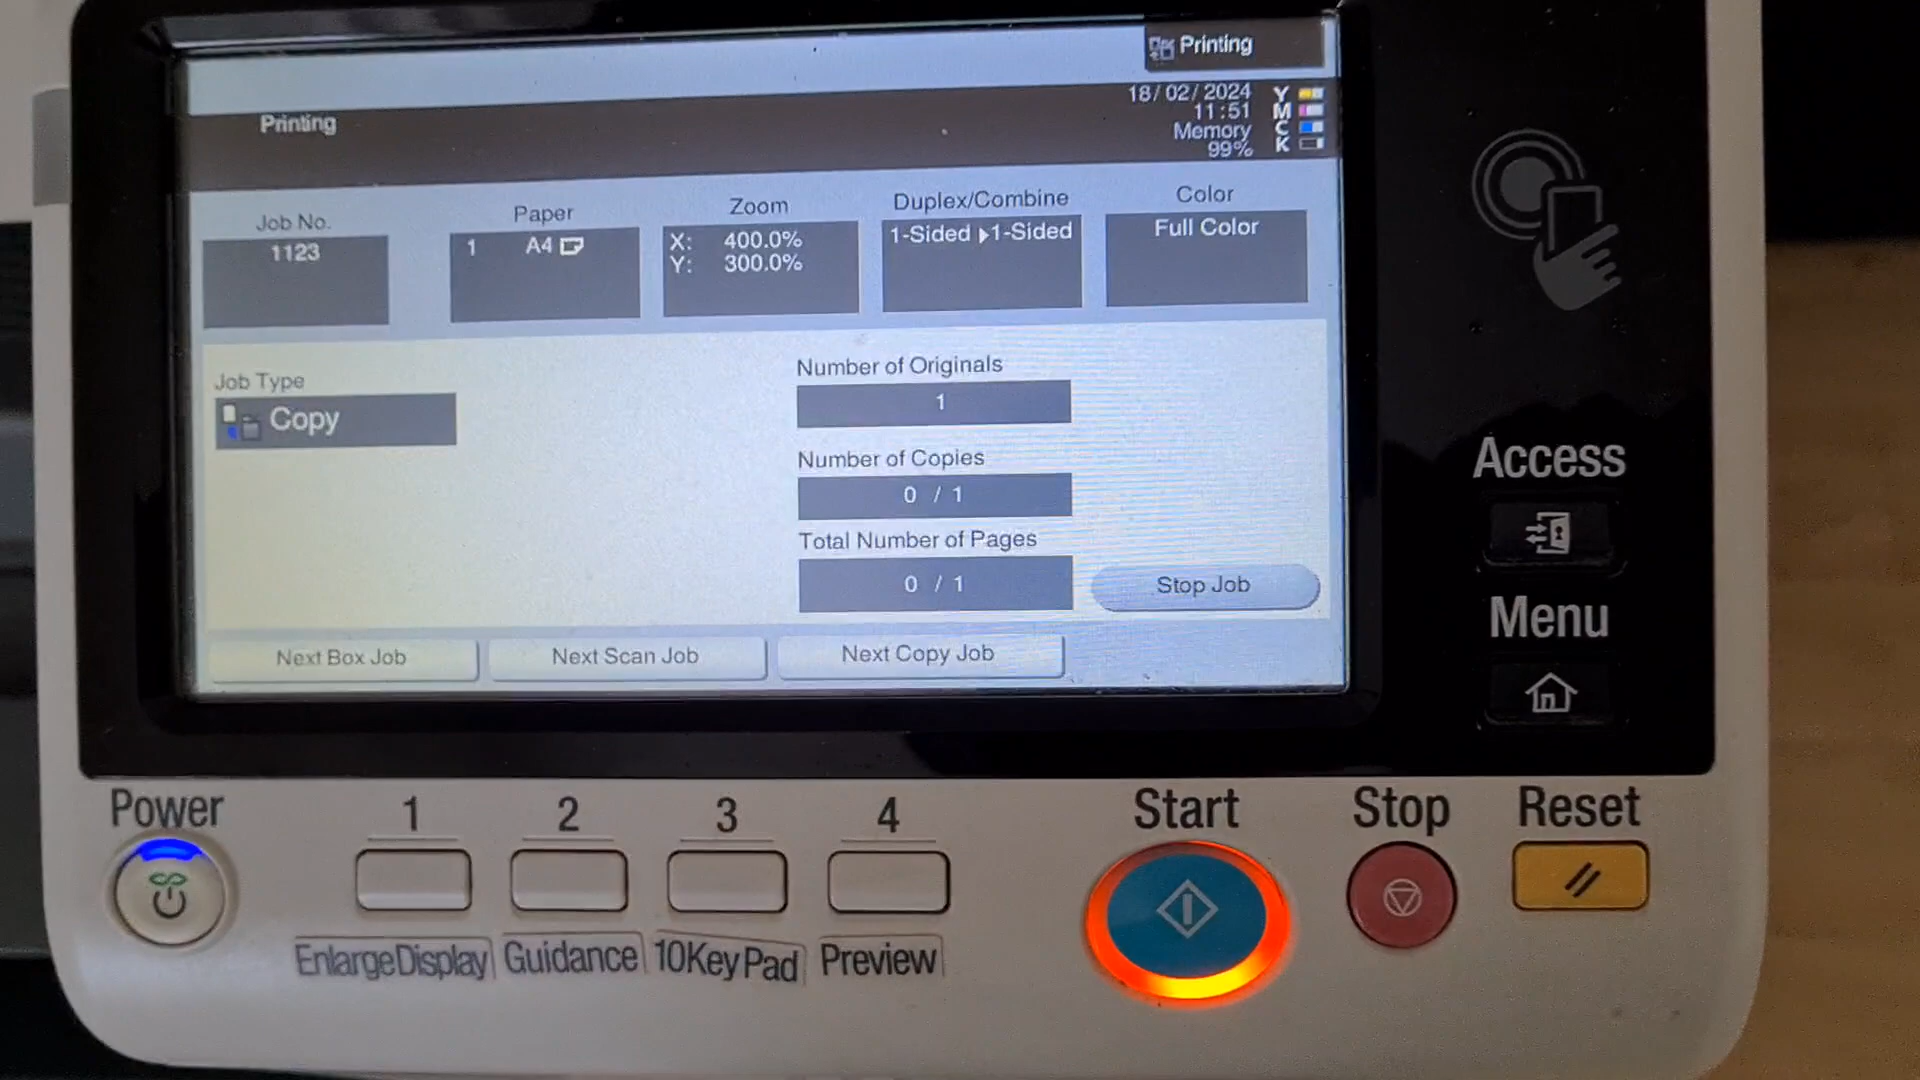 Printing
18/02/2024
11:51
Memory
99%
Y
M
C
K
Printing
Job No.
1123
Paper
1 A4
Zoom
X: 400.0%
Y: 300.0%
Duplex/Combine
1-Sided ▶1-Sided
Color
Full Color
Job Type
Copy
Number of Originals
1
Number of Copies
0 / 1
Total Number of Pages
0 / 1
Stop Job
Next Box Job
Next Scan Job
Next Copy Job
Access
Menu
Power
1
2
3
4
Start
Stop
Reset
EnlargeDisplay
Guidance
10KeyPad
Preview